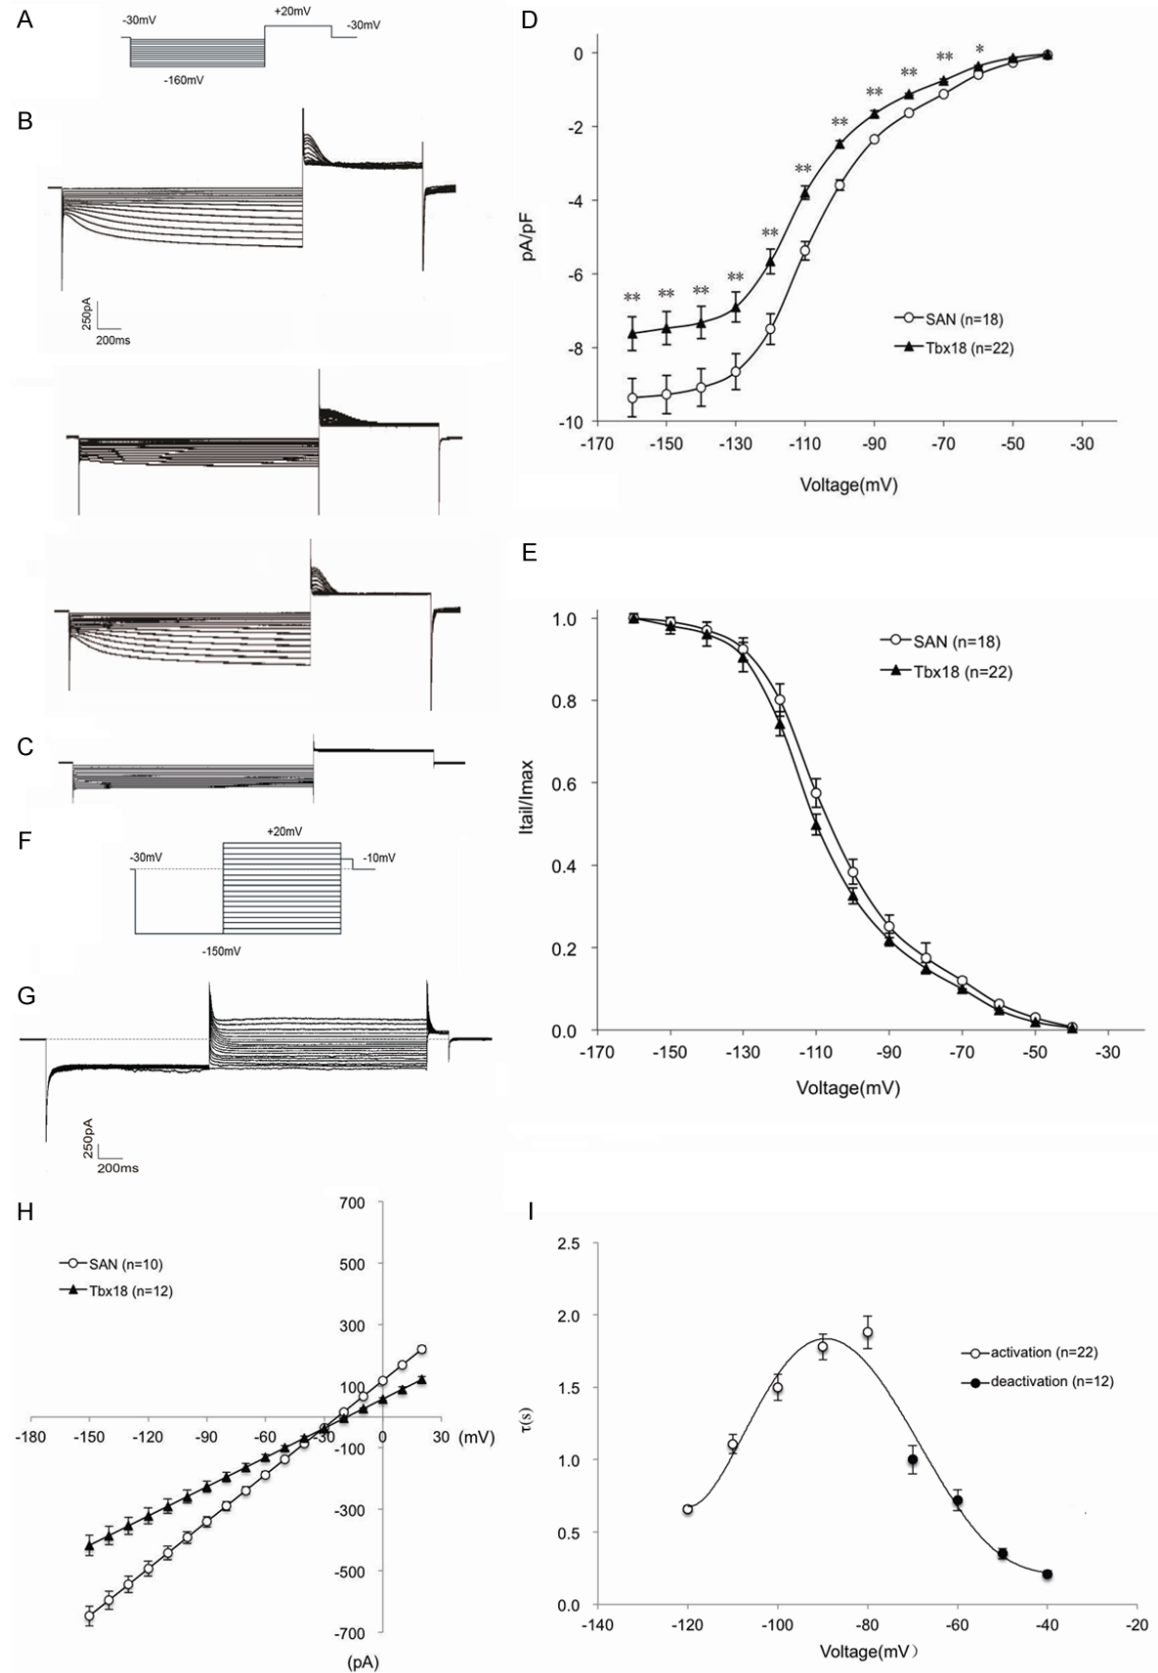 A
-30mV
+20mV
-30mV
-160mV
B
250pA
200ms
C
F
-30mV
+20mV
-10mV
-150mV
G
250pA
200ms
D
0
-2
-4
-6
-8
-10
pA/pF
** ** ** ** ** ** ** ** ** ** *
SAN (n=18)
Tbx18 (n=22)
-170 -150 -130 -110 -90 -70 -50 -30
Voltage(mV)
E
1.0
0.8
0.6
0.4
0.2
0.0
Itail/Imax
SAN (n=18)
Tbx18 (n=22)
-170 -150 -130 -110 -90 -70 -50 -30
Voltage(mV)
H
SAN (n=10)
Tbx18 (n=12)
700
500
300
100
-180 -150 -120 -90 -60 -30 0 30 (mV)
-100
-300
-500
-700
(pA)
I
2.5
2.0
1.5
1.0
0.5
0.0
τ(s)
activation (n=22)
deactivation (n=12)
-140 -120 -100 -80 -60 -40 -20
Voltage(mV)